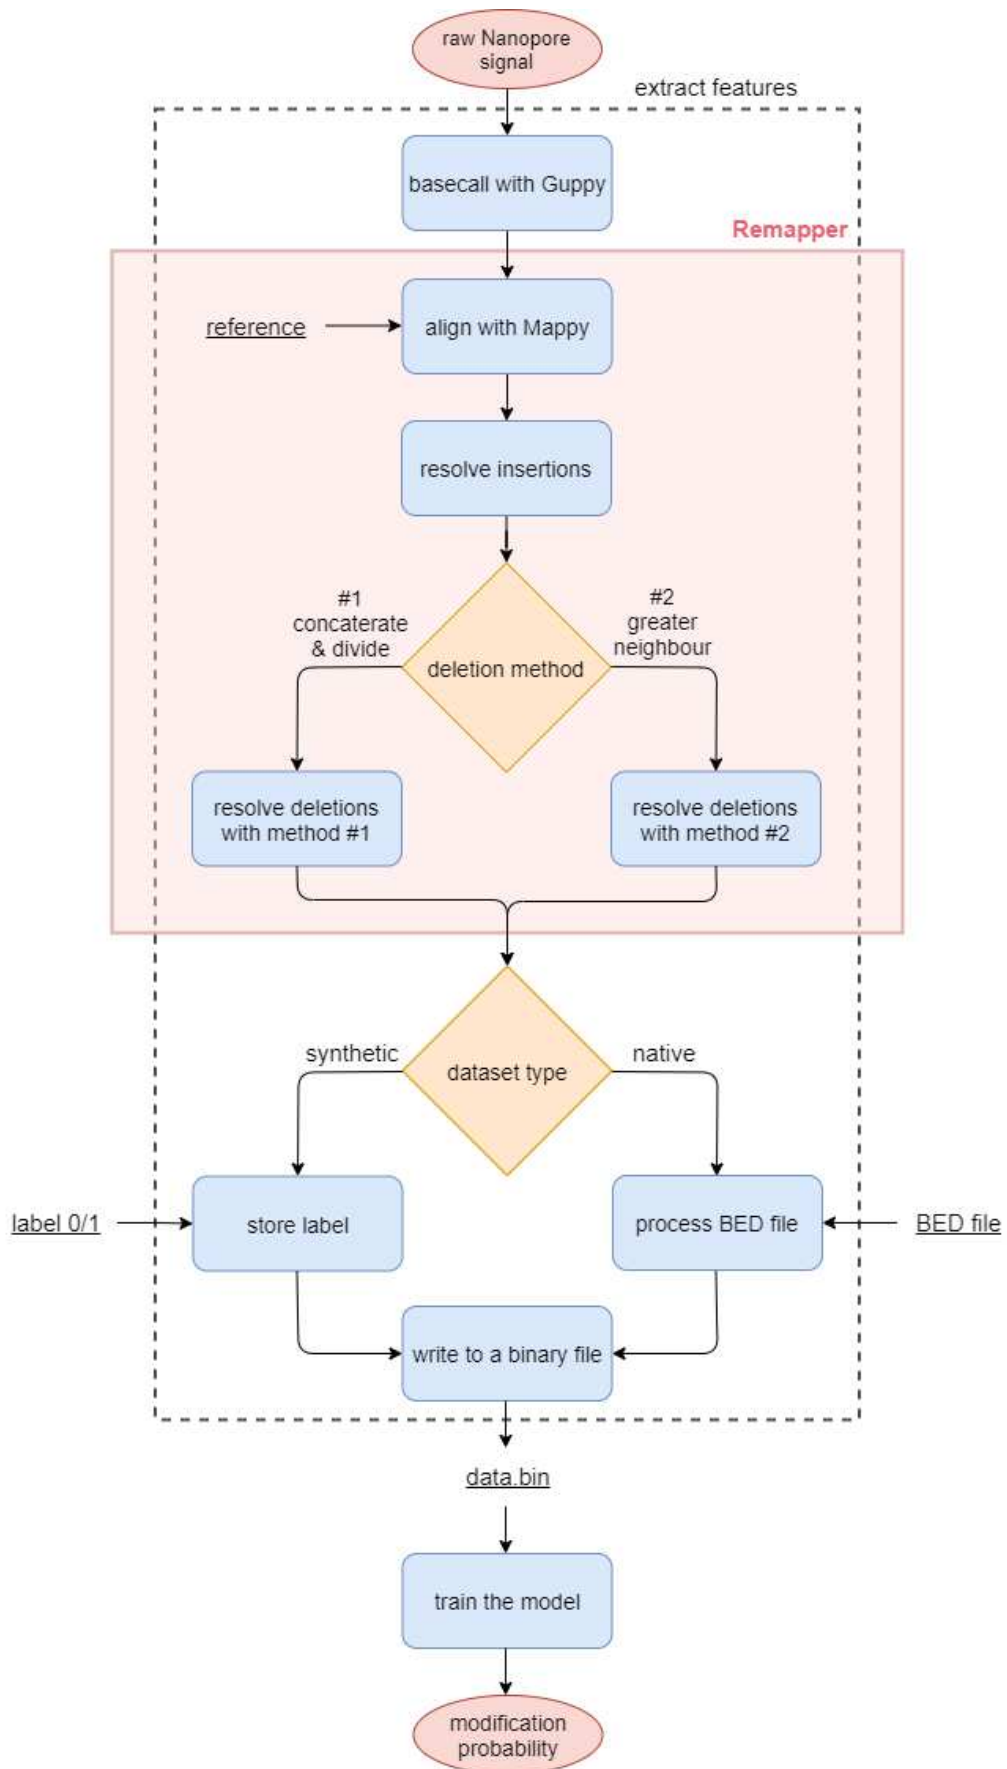 raw Nanopore
signal
extract features
basecall with Guppy
Remapper
reference
align with Mappy
resolve insertions
#1
concaterate
& divide
#2
greater
neighbour
deletion method
resolve deletions
with method #1
resolve deletions
with method #2
synthetic
native
dataset type
label 0/1
store label
process BED file
BED file
write to a binary file
data.bin
train the model
modification
probability